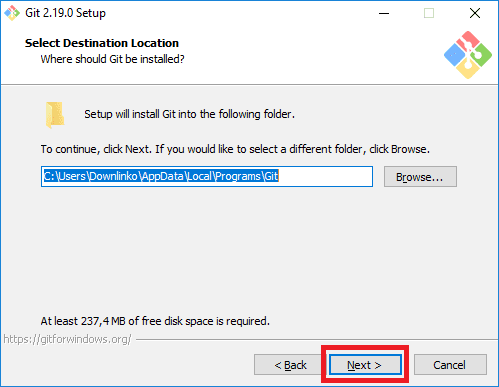 Git 2.19.0 Setup
Select Destination Location
Where should Git be installed?
Setup will install Git into the following folder.
To continue, click Next. If you would like to select a different folder, click Browse.
C:\Users\Downlinko\AppData\Local\Programs\Git
Browse...
At least 237,4 MB of free disk space is required.
https://gitforwindows.org/
< Back
Next >
Cancel